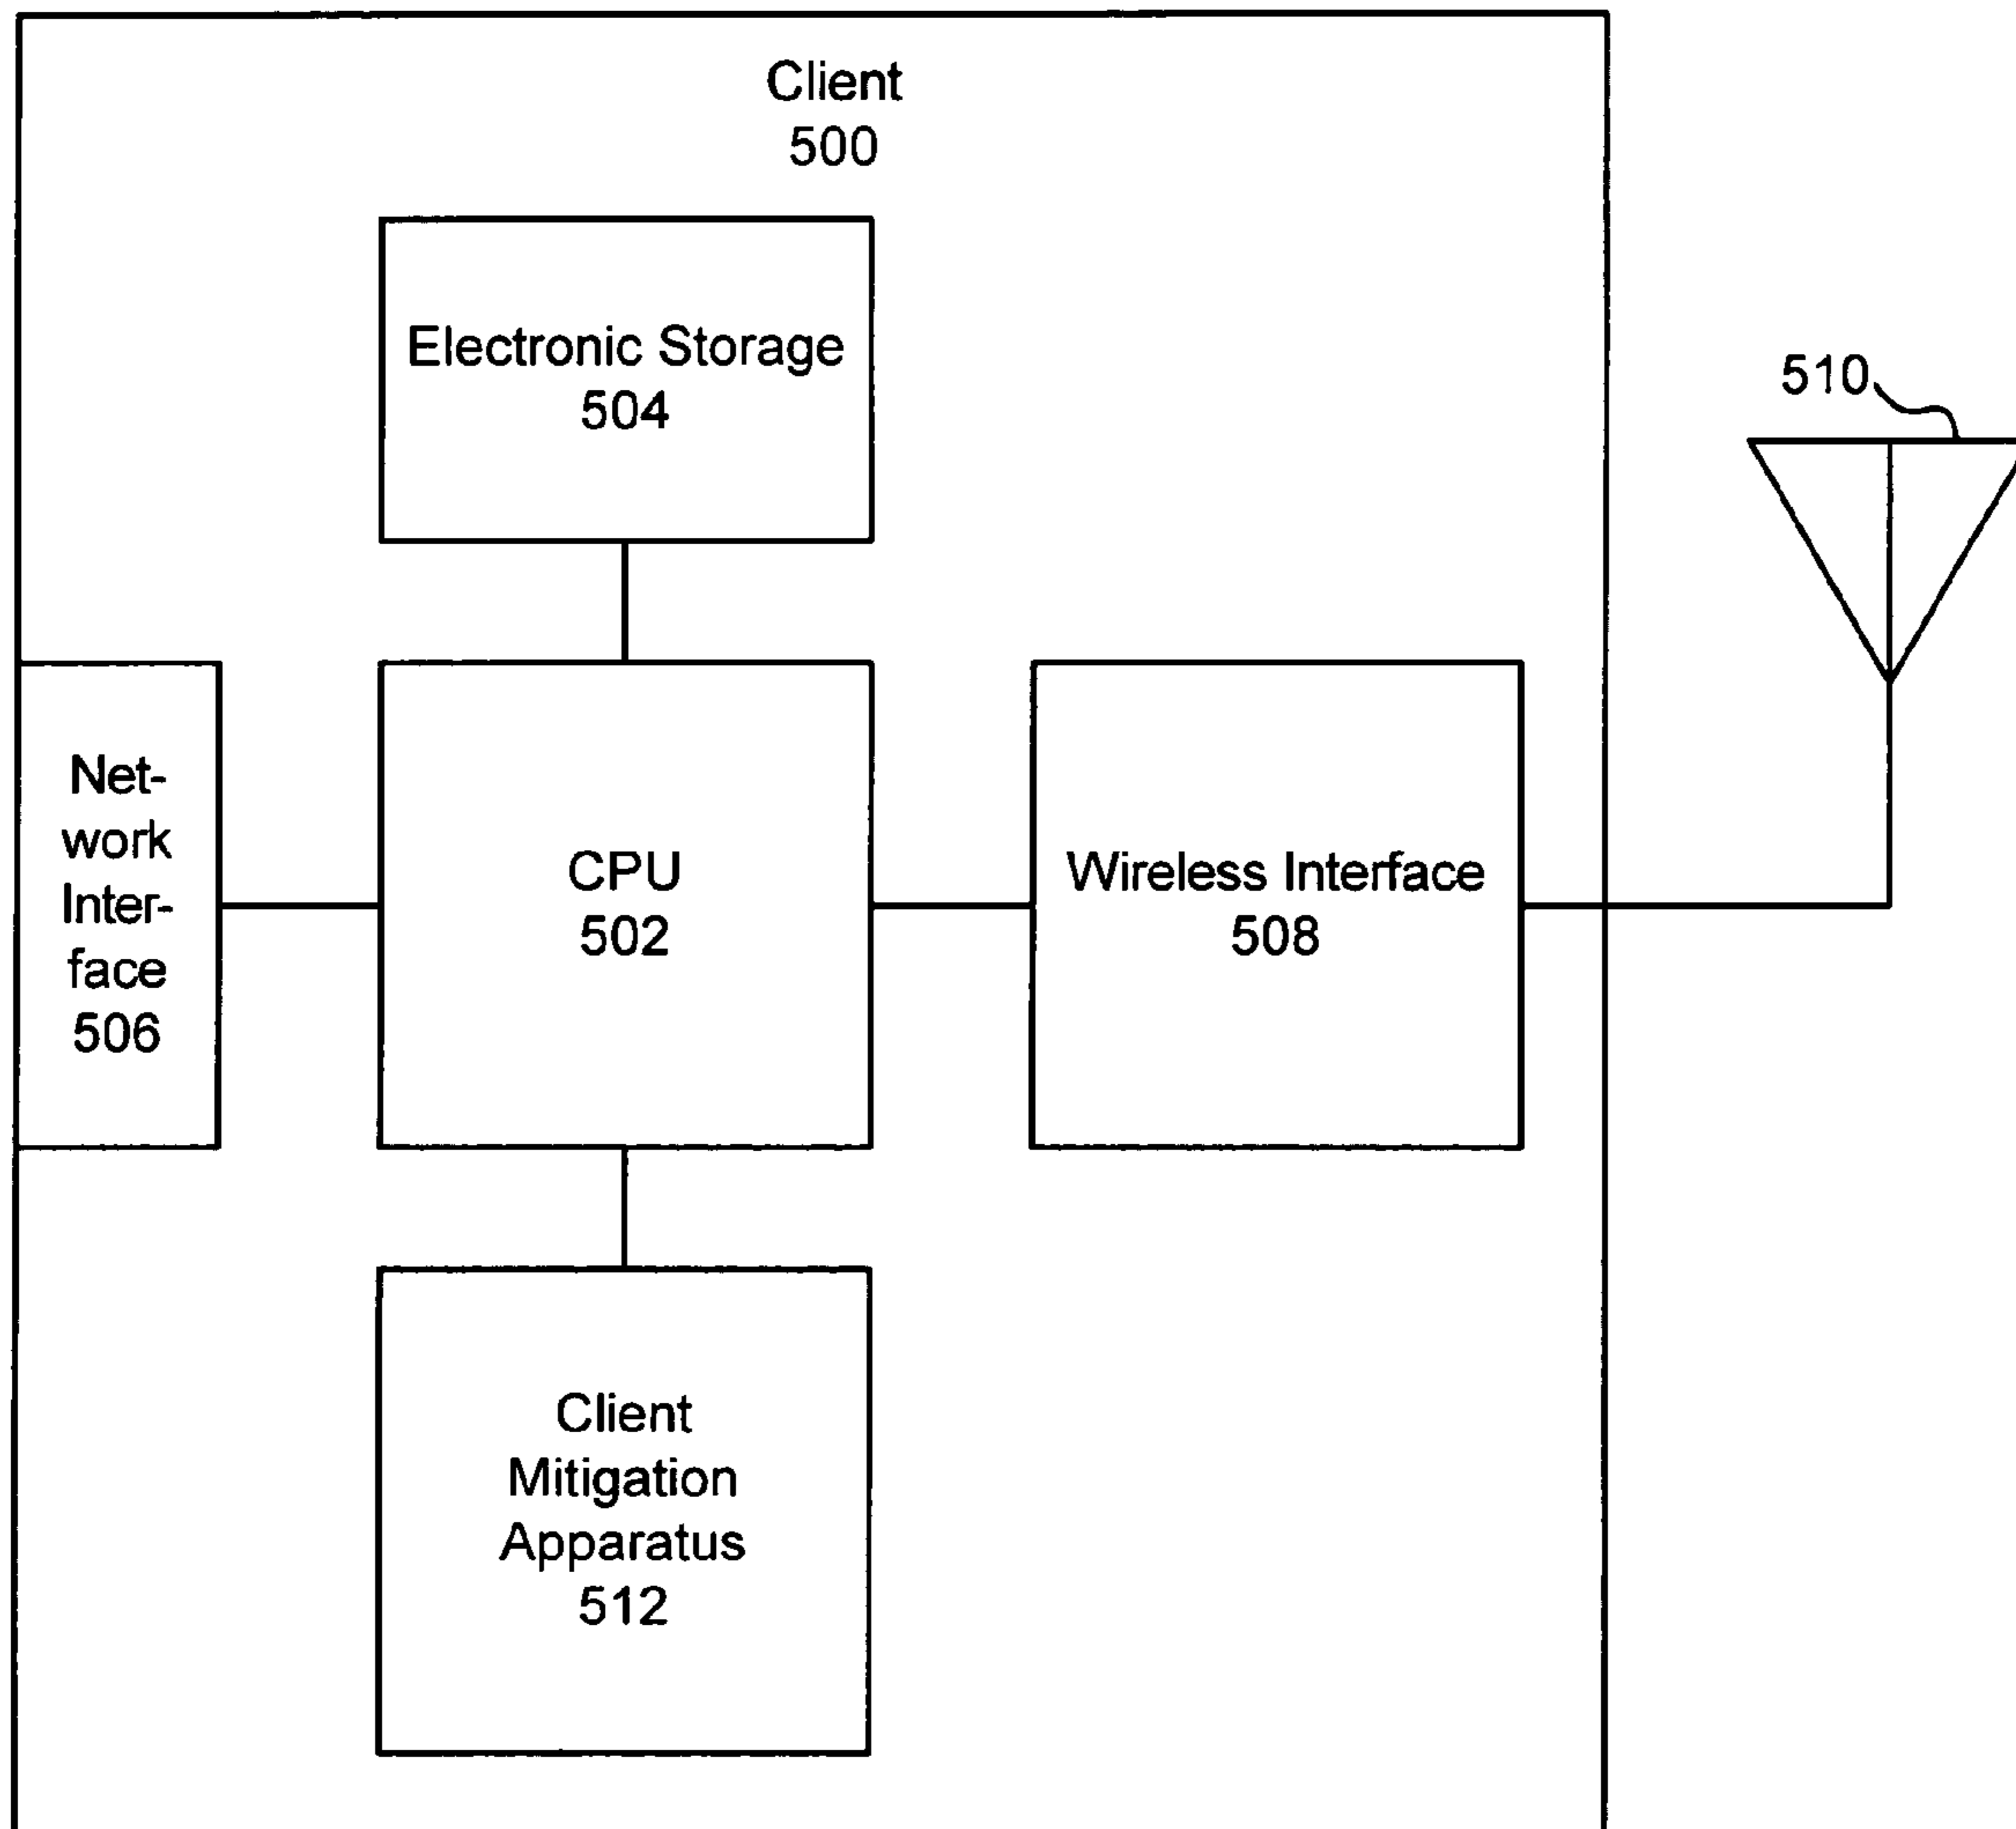 Client
500
Electronic Storage
504
510
Net-
work
Inter-
face
506
CPU
502
Wireless Interface
508
Client
Mitigation
Apparatus
512